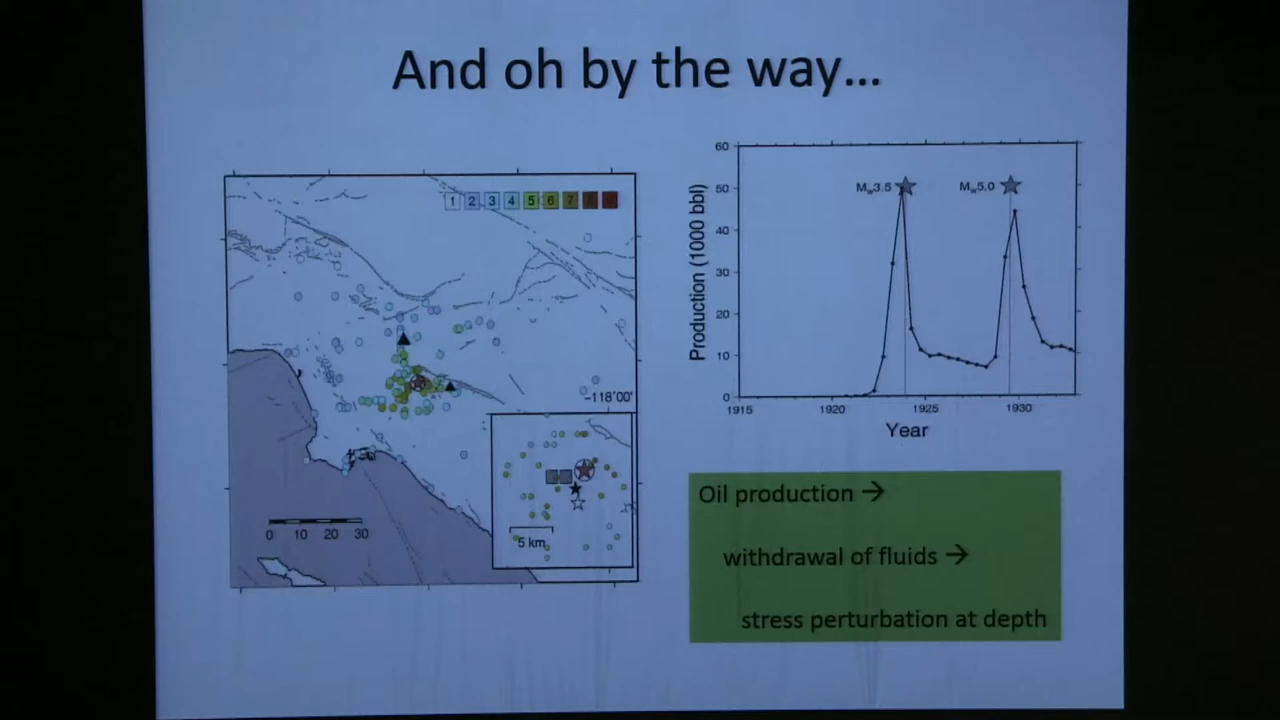 And oh by the way...
1 2 3 4 5 6 7
-118°00'
0 10 20 30
5 km
60
50
40
30
20
10
0
Production (1000 bbl)
Mw3.5
Mw5.0
1915 1920 1925 1930
Year
Oil production →
withdrawal of fluids →
stress perturbation at depth